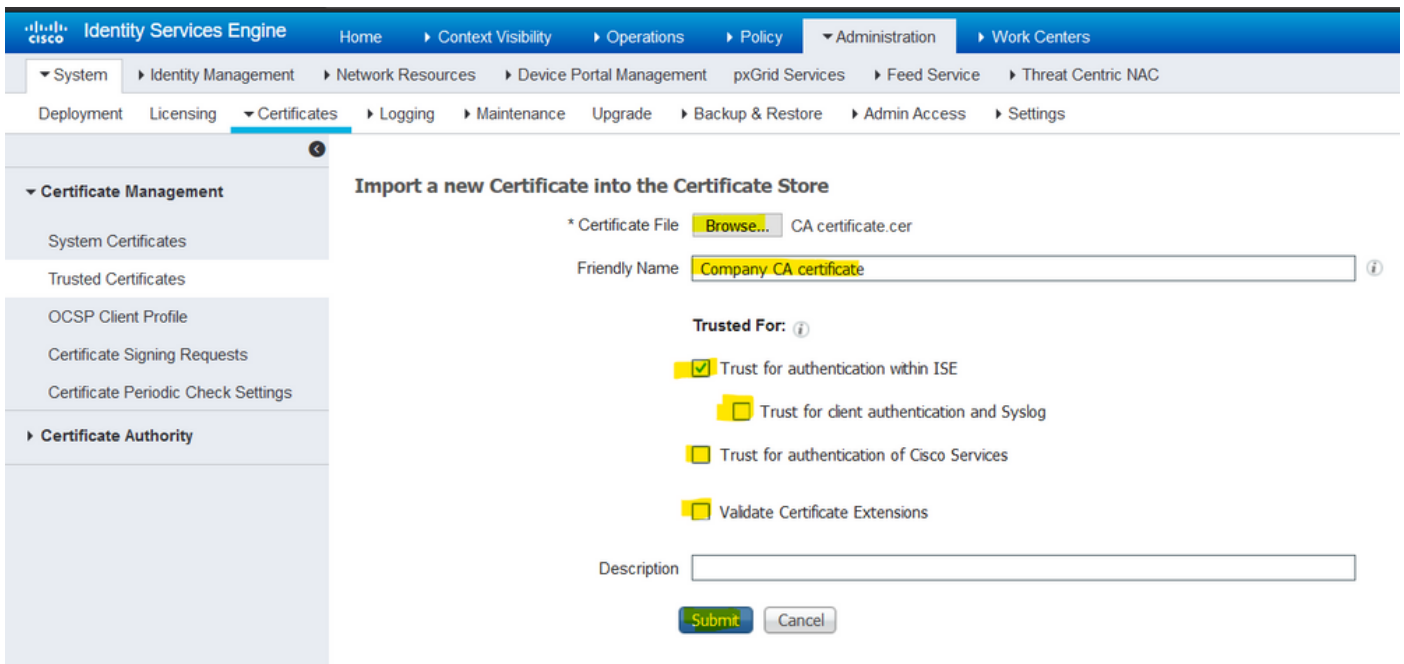 cisco Identity Services Engine Home Context Visibility Operations Policy Administration Work Centers
System Identity Management Network Resources Device Portal Management pxGrid Services Feed Service Threat Centric NAC
Deployment Licensing Certificates Logging Maintenance Upgrade Backup & Restore Admin Access Settings
Certificate Management
System Certificates
Trusted Certificates
OCSP Client Profile
Certificate Signing Requests
Certificate Periodic Check Settings
Certificate Authority
Import a new Certificate into the Certificate Store
* Certificate File Browse... CA certificate.cer
Friendly Name Company CA certificate
Trusted For:
Trust for authentication within ISE
Trust for client authentication and Syslog
Trust for authentication of Cisco Services
Validate Certificate Extensions
Description
Submit Cancel